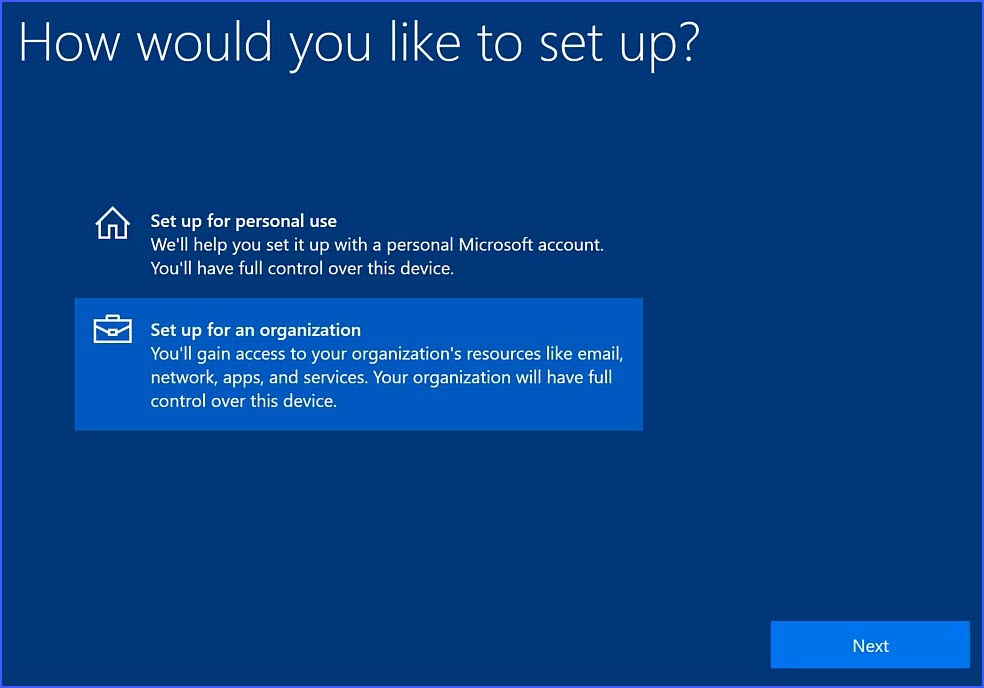 How would you like to set up?
Set up for personal use
We'll help you set it up with a personal Microsoft account.
You'll have full control over this device.
Set up for an organization
You'll gain access to your organization's resources like email,
network, apps, and services. Your organization will have full
control over this device.
Next